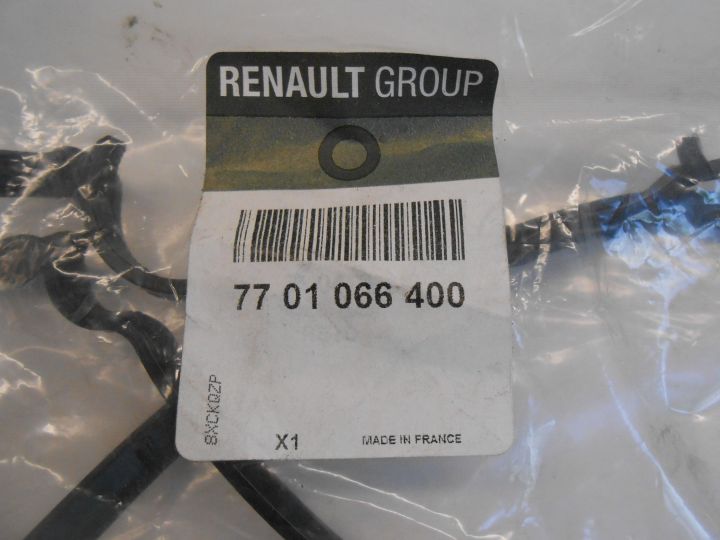 RENAULT GROUP
77 01 066 400
8XCKQZP
X1 MADE IN FRANCE